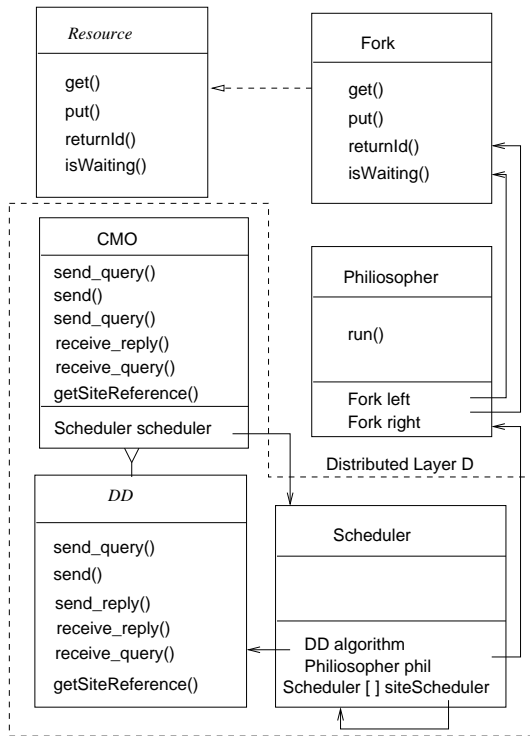 Resource
get()
put()
returnId()
isWaiting()
Fork
get()
put()
returnId()
isWaiting()
CMO
send_query()
send()
send_query()
receive_reply()
receive_query()
getSiteReference()
Scheduler scheduler
Philiosopher
run()
Fork left
Fork right
Distributed Layer D
DD
send_query()
send()
send_reply()
receive_reply()
receive_query()
getSiteReference()
Scheduler
DD algorithm
Philiosopher phil
Scheduler [ ] siteScheduler